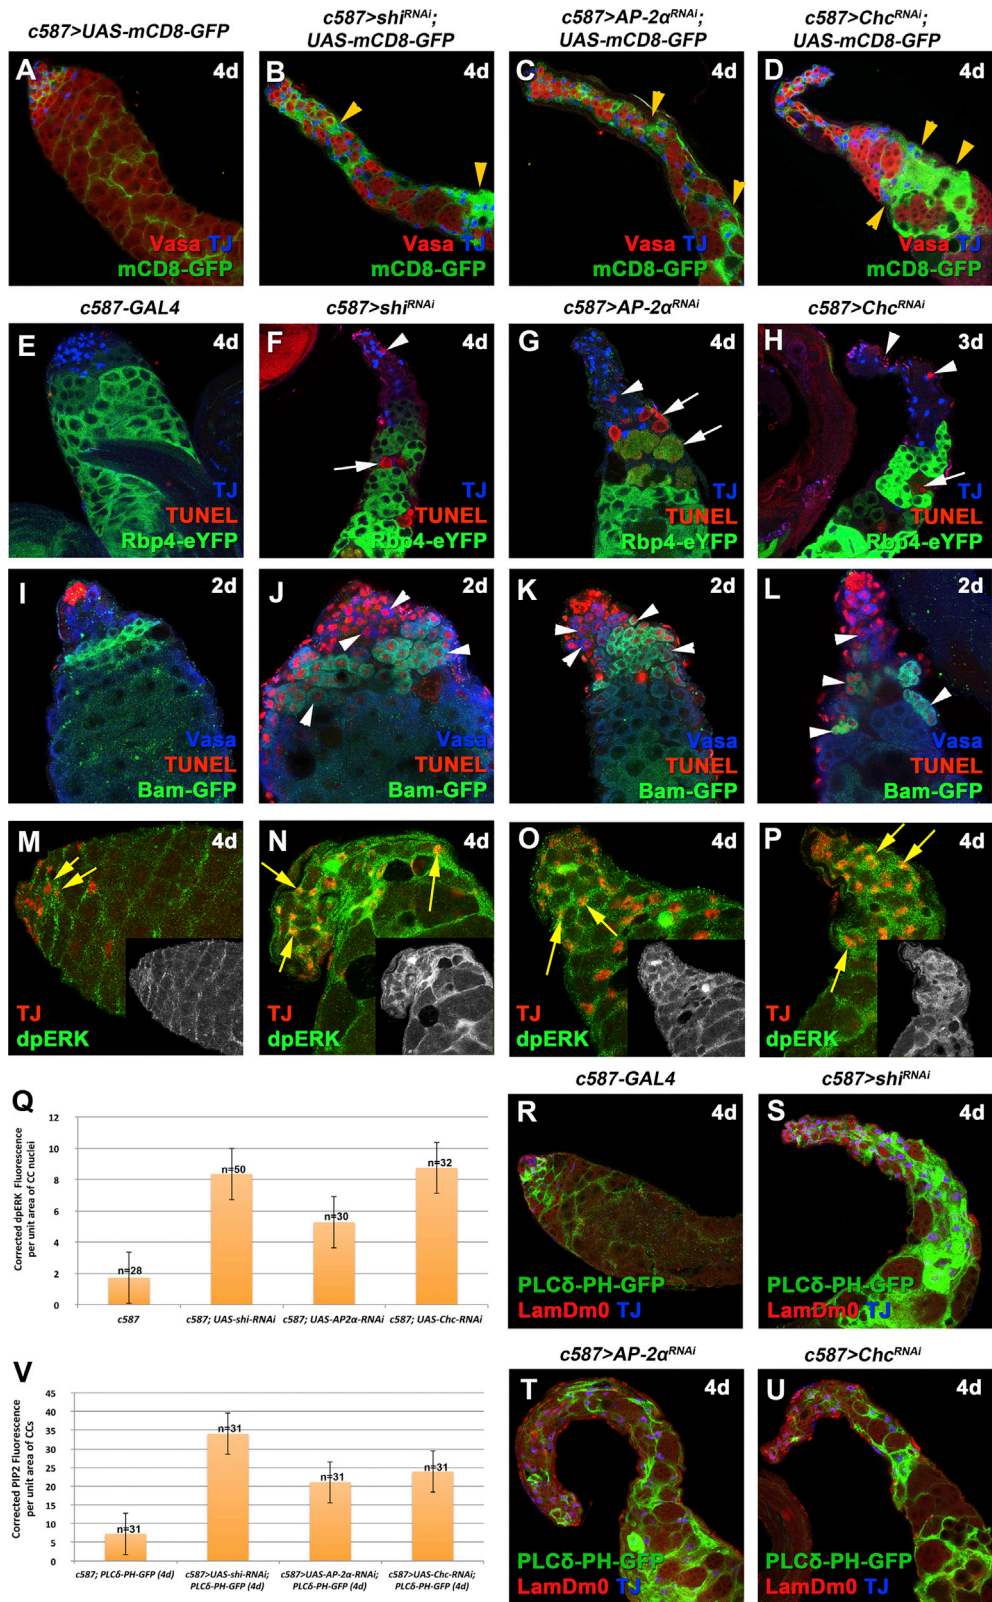 c587>UAS-mCD8-GFP
c587>shiRNAi;
UAS-mCD8-GFP
c587>AP-2αRNAi;
UAS-mCD8-GFP
c587>ChcRNAi;
UAS-mCD8-GFP
A 4d
Vasa TJ
mCD8-GFP
B 4d
Vasa TJ
mCD8-GFP
C 4d
Vasa TJ
mCD8-GFP
D 4d
Vasa TJ
mCD8-GFP
c587-GAL4
c587>shiRNAi
c587>AP-2αRNAi
c587>ChcRNAi
E 4d
TJ
TUNEL
Rbp4-eYFP
F 4d
TJ
TUNEL
Rbp4-eYFP
G 4d
TJ
TUNEL
Rbp4-eYFP
H 3d
TJ
TUNEL
Rbp4-eYFP
I 2d
Vasa
TUNEL
Bam-GFP
J 2d
Vasa
TUNEL
Bam-GFP
K 2d
Vasa
TUNEL
Bam-GFP
L 2d
Vasa
TUNEL
Bam-GFP
M 4d
TJ
dpERK
N 4d
TJ
dpERK
O 4d
TJ
dpERK
P 4d
TJ
dpERK
Q
Corrected dpERK Fluorescence
per unit area of CC nuclei
12
10
8
6
4
2
0
n=28
n=50
n=30
n=32
c587
c587; UAS-shi-RNAi
c587; UAS-AP2α-RNAi
c587; UAS-Chc-RNAi
c587-GAL4
c587>shiRNAi
R 4d
PLCδ-PH-GFP
LamDm0 TJ
S 4d
PLCδ-PH-GFP
LamDm0 TJ
c587>AP-2αRNAi
c587>ChcRNAi
T 4d
PLCδ-PH-GFP
LamDm0 TJ
U 4d
PLCδ-PH-GFP
LamDm0 TJ
V
Corrected PIP2 Fluorescence
per unit area of CCs
45
40
35
30
25
20
15
10
5
0
n=31
n=31
n=31
n=31
c587; PLCδ-PH-GFP (4d)
c587>UAS-shi-RNAi;
PLCδ-PH-GFP (4d)
c587>UAS-AP-2α-RNAi;
PLCδ-PH-GFP (4d)
c587>UAS-Chc-RNAi;
PLCδ-PH-GFP (4d)